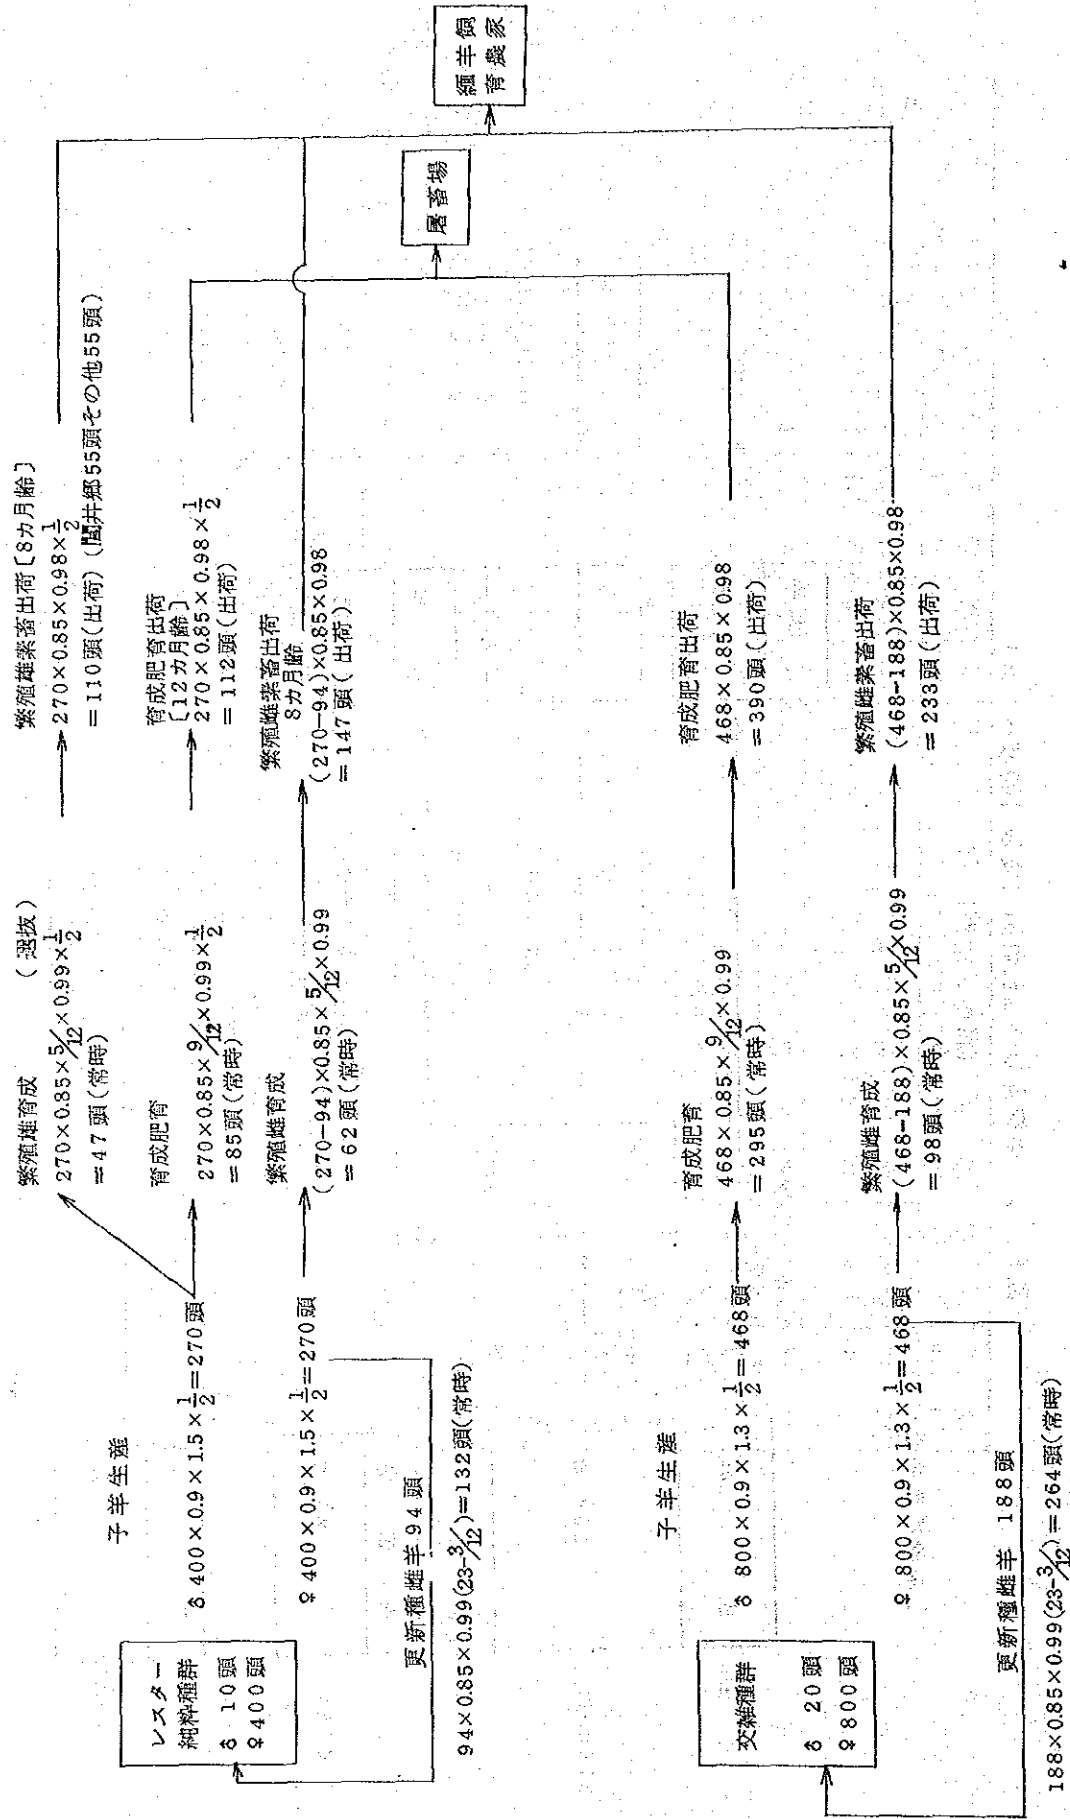 レスター
純粋種群
♂ 10頭
♀400頭
子羊生産
♂ 400×0.9×1.5×1/2=270頭
♀ 400×0.9×1.5×1/2=270頭
更新種雌羊94頭
94×0.85×0.99(23-3/12)=132頭(常時)
繁殖雄育成 (選抜)
270×0.85×5/12×0.99×1/2
=47頭(常時)
育成肥育
270×0.85×9/12×0.99×1/2
=85頭(常時)
繁殖雌育成
(270-94)×0.85×5/12×0.99
=62頭(常時)
繁殖雄素畜出荷〔8カ月齢〕
270×0.85×0.98×1/2
=110頭(出荷)(閨井郷55頭その他55頭)
育成肥育出荷
〔12カ月齢〕
270×0.85×0.98×1/2
=112頭(出荷)
繁殖雌素畜出荷
8カ月齢
(270-94)×0.85×0.98
=147頭(出荷)
屠畜場
緬羊飼
育農家
交雑種群
♂ 20頭
♀800頭
子羊生産
♂ 800×0.9×1.3×1/2=468頭
♀ 800×0.9×1.3×1/2=468頭
更新種雌羊 188頭
188×0.85×0.99(23-3/12)=264頭(常時)
育成肥育
468×0.85×9/12×0.99
=295頭(常時)
繁殖雌育成
(468-188)×0.85×5/12×0.99
=98頭(常時)
育成肥育出荷
468×0.85×0.98
=390頭(出荷)
繁殖雌素畜出荷
(468-188)×0.85×0.98
=233頭(出荷)